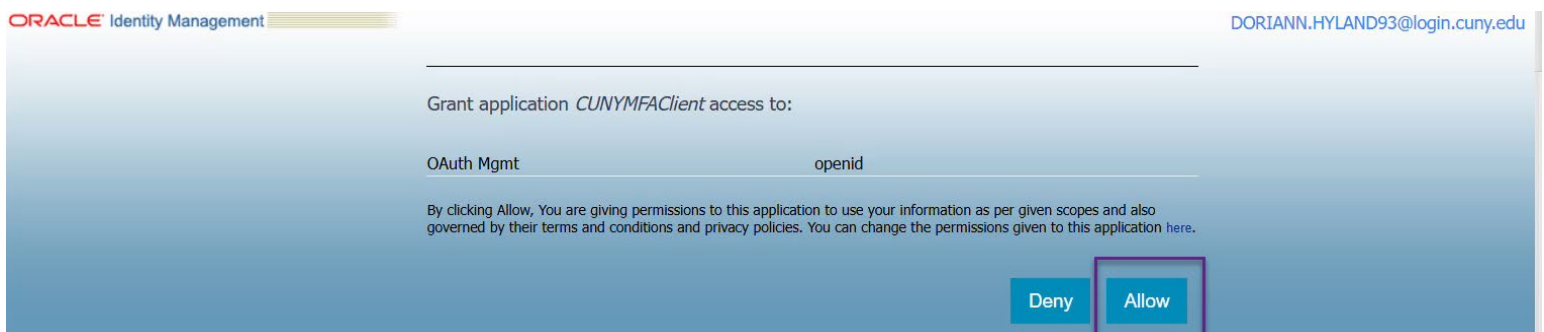 ORACLE Identity Management
DORIANN.HYLAND93@login.cuny.edu
Grant application CUNYMFAClient access to:
OAuth Mgmt openid
By clicking Allow, You are giving permissions to this application to use your information as per given scopes and also
governed by their terms and conditions and privacy policies. You can change the permissions given to this application here.
Deny Allow